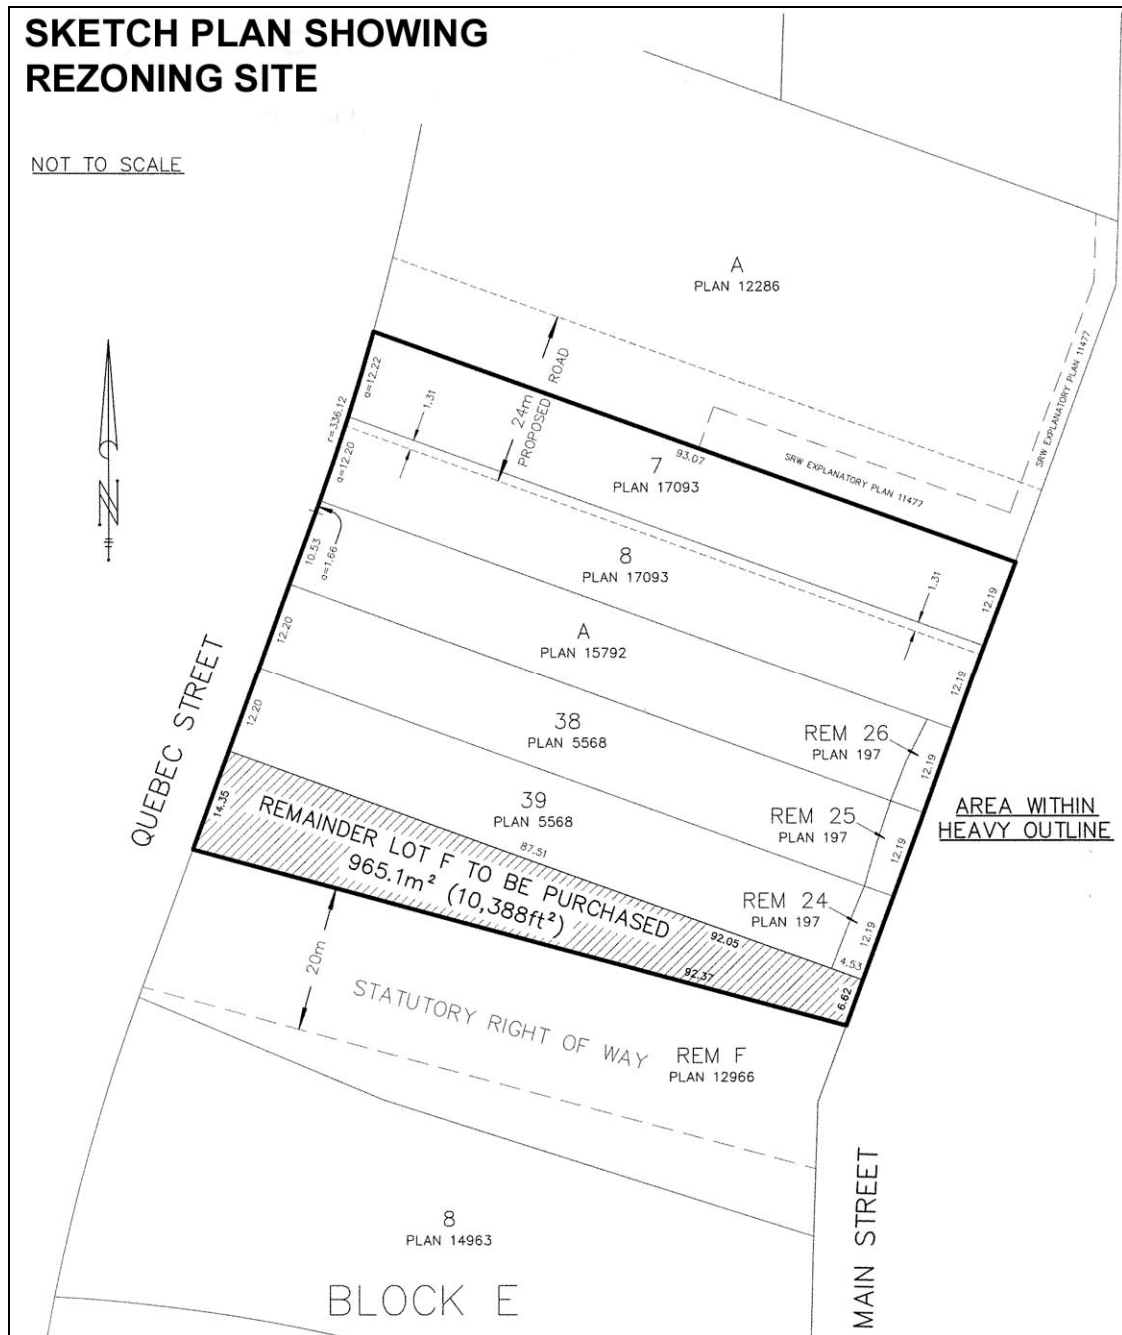 SKETCH PLAN SHOWING
REZONING SITE
NOT TO SCALE
A
PLAN 12286
SRW EXPLANATORY PLAN 11477
N
a=12.22
r=336.12
1.31
24m
PROPOSED ROAD
93.07
SRW EXPLANATORY PLAN 11477
7
PLAN 17093
a=12.20
8
PLAN 17093
1.31
12.19
10.53
a=1.66
A
PLAN 15792
12.19
12.20
QUEBEC STREET
38
PLAN 5568
REM 26
PLAN 197
12.19
12.20
39
PLAN 5568
REM 25
PLAN 197
12.19
AREA WITHIN
HEAVY OUTLINE
87.51
14.35
REMAINDER LOT F TO BE PURCHASED
965.1m² (10,388ft²)
REM 24
PLAN 197
12.19
92.05
4.53
92.37
6.62
20m
STATUTORY RIGHT OF WAY
REM F
PLAN 12966
8
PLAN 14963
BLOCK E
MAIN STREET